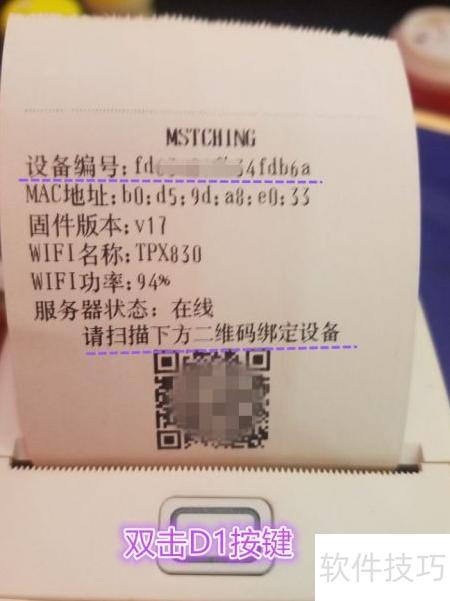 MSTCHING
设备编号:fd 34fdb6a
MAC地址:b0:d5:9d:a8:e0:33
固件版本:v17
WIFI名称:TPX830
WIFI功率:94%
服务器状态: 在线
请扫描下方二维码绑定设备
双击D1按键
软件技巧